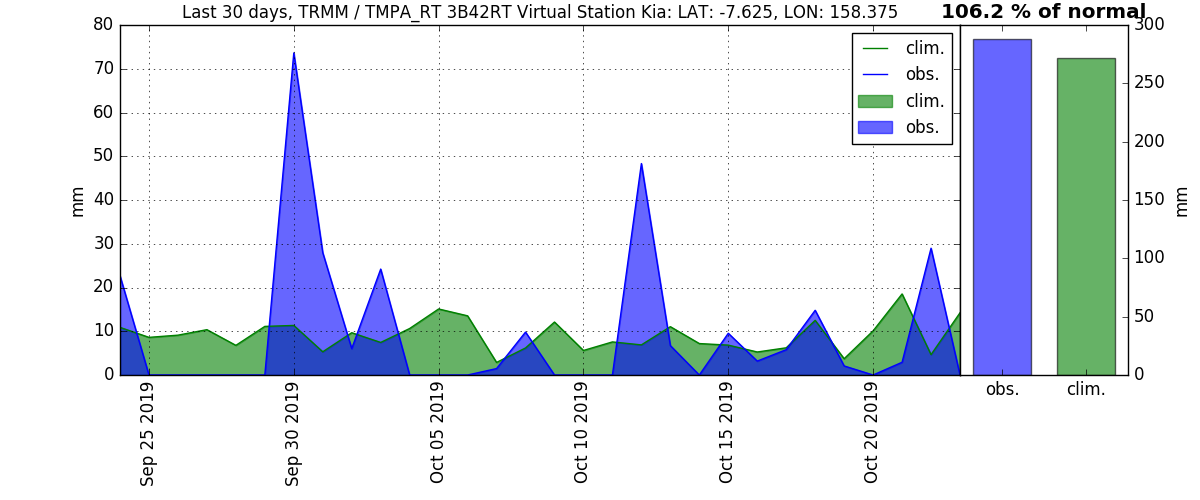 Last 30 days, TRMM / TMPA_RT 3B42RT Virtual Station Kia: LAT: -7.625, LON: 158.375
106.2 % of normal
80
70
60
50
40
30
20
10
0
mm
clim.
obs.
clim.
obs.
300
250
200
150
100
50
0
mm
obs.
clim.
Sep 25 2019
Sep 30 2019
Oct 05 2019
Oct 10 2019
Oct 15 2019
Oct 20 2019